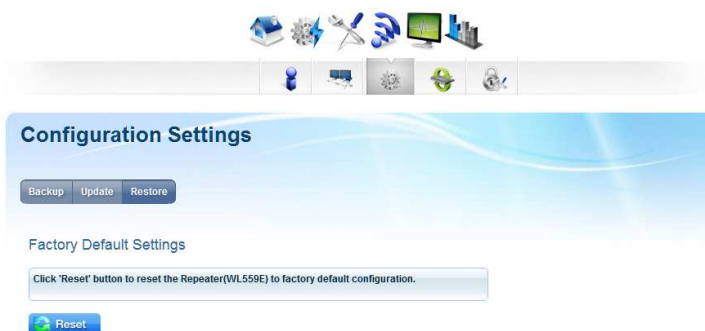 Configuration Settings
Backup Update Restore
Factory Default Settings
Click 'Reset' button to reset the Repeater(WL559E) to factory default configuration.
Reset